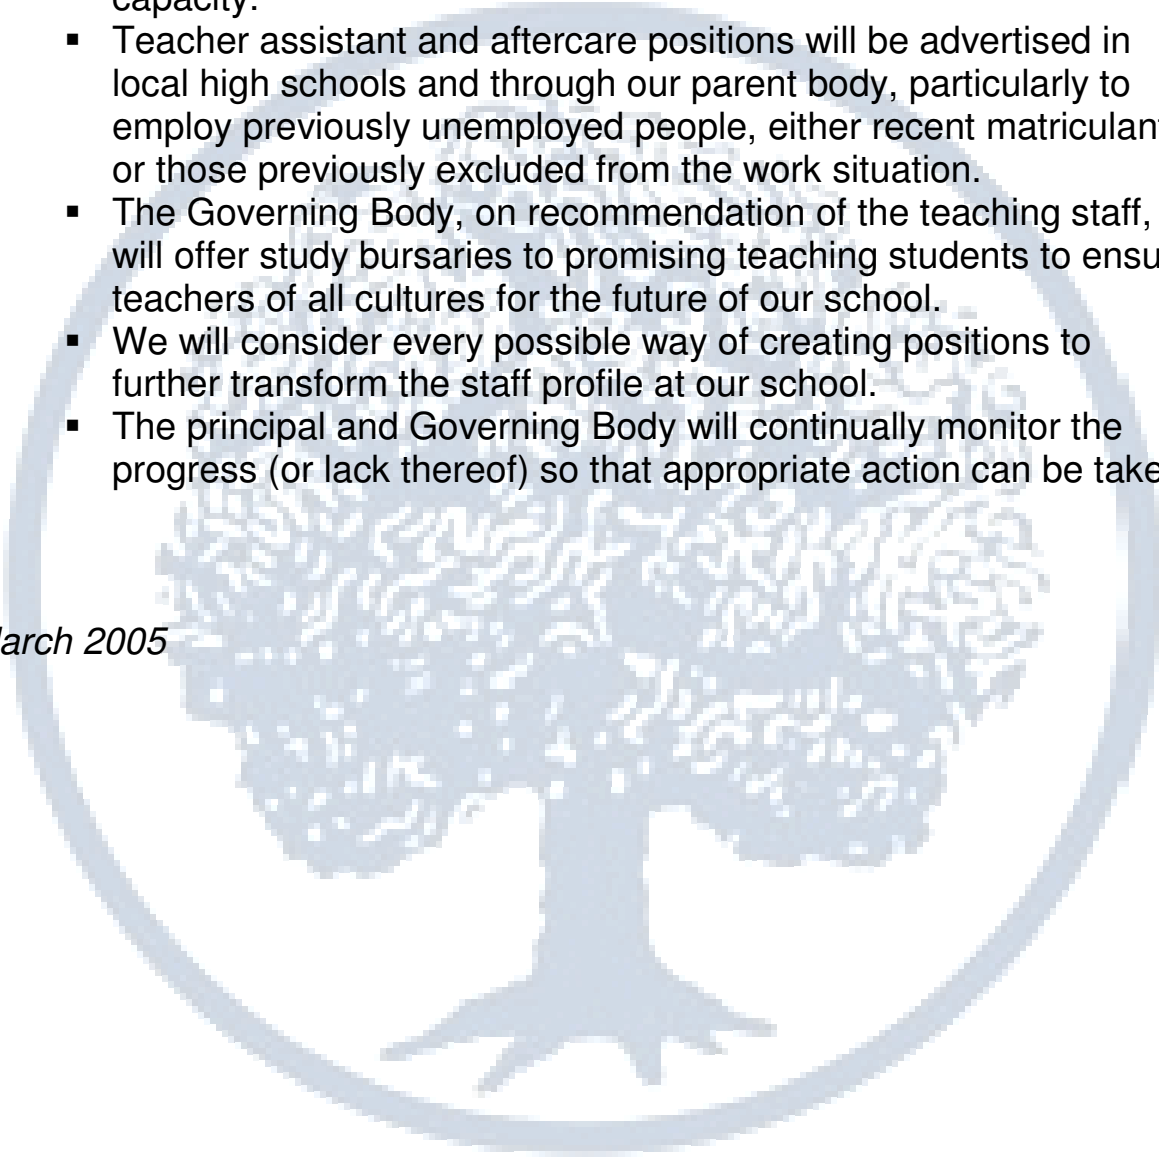 capacity.
▪ Teacher assistant and aftercare positions will be advertised in
local high schools and through our parent body, particularly to
employ previously unemployed people, either recent matriculant
or those previously excluded from the work situation.
▪ The Governing Body, on recommendation of the teaching staff,
will offer study bursaries to promising teaching students to ensu
teachers of all cultures for the future of our school.
▪ We will consider every possible way of creating positions to
further transform the staff profile at our school.
▪ The principal and Governing Body will continually monitor the
progress (or lack thereof) so that appropriate action can be take
arch 2005